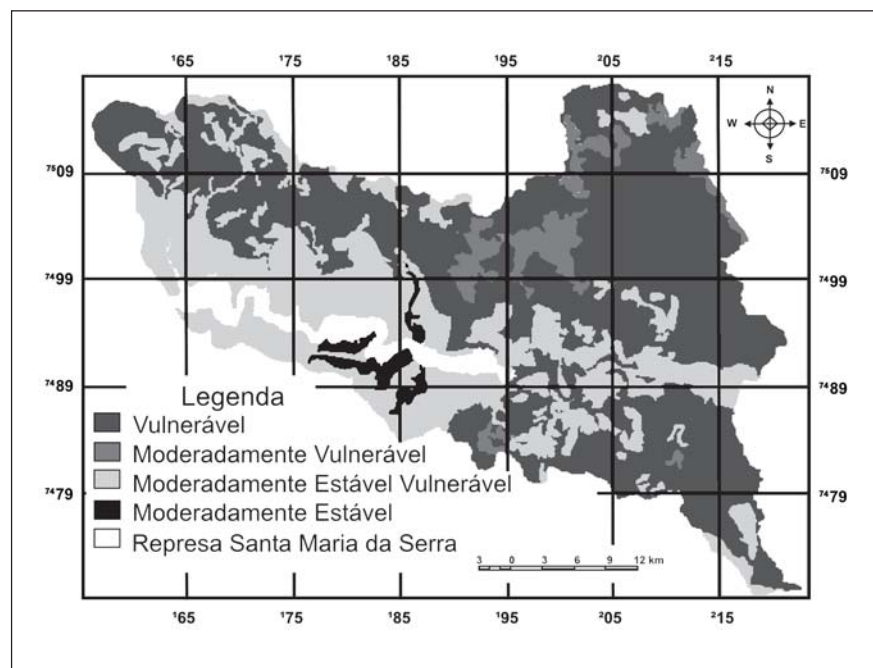 ¹65 ¹75 ¹85 ¹95 ²05 ²15
N
W E
S
⁷⁵09 ⁷⁵09
⁷⁴99 ⁷⁴99
⁷⁴89 ⁷⁴89
Legenda
Vulnerável
Moderadamente Vulnerável
Moderadamente Estável Vulnerável
⁷⁴79 ⁷⁴79
Moderadamente Estável
Represa Santa Maria da Serra
3 0 3 6 9 12 km
¹65 ¹75 ¹85 ¹95 ²05 ²15